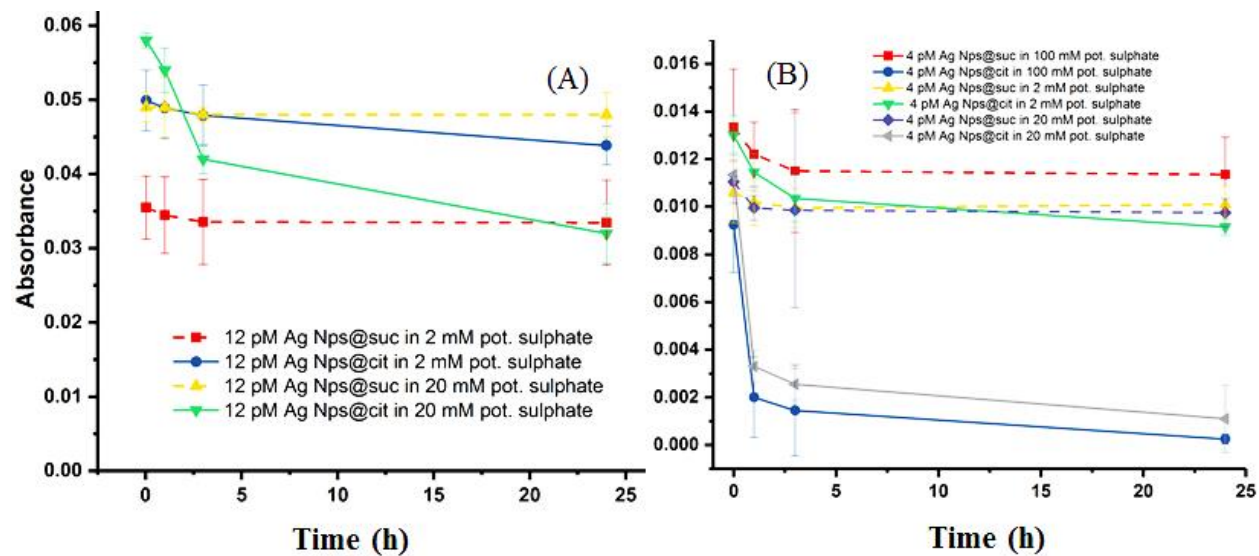 0.06
0.05
0.04
0.03
0.02
0.01
0.00
Absorbance
(A)
12 pM Ag Nps@suc in 2 mM pot. sulphate
12 pM Ag Nps@cit in 2 mM pot. sulphate
12 pM Ag Nps@suc in 20 mM pot. sulphate
12 pM Ag Nps@cit in 20 mM pot. sulphate
0 5 10 15 20 25
Time (h)
0.016
0.014
0.012
0.010
0.008
0.006
0.004
0.002
0.000
(B)
4 pM Ag Nps@suc in 100 mM pot. sulphate
4 pM Ag Nps@cit in 100 mM pot. sulphate
4 pM Ag Nps@suc in 2 mM pot. sulphate
4 pM Ag Nps@cit in 2 mM pot. sulphate
4 pM Ag Nps@suc in 20 mM pot. sulphate
4 pM Ag Nps@cit in 20 mM pot. sulphate
0 5 10 15 20 25
Time (h)